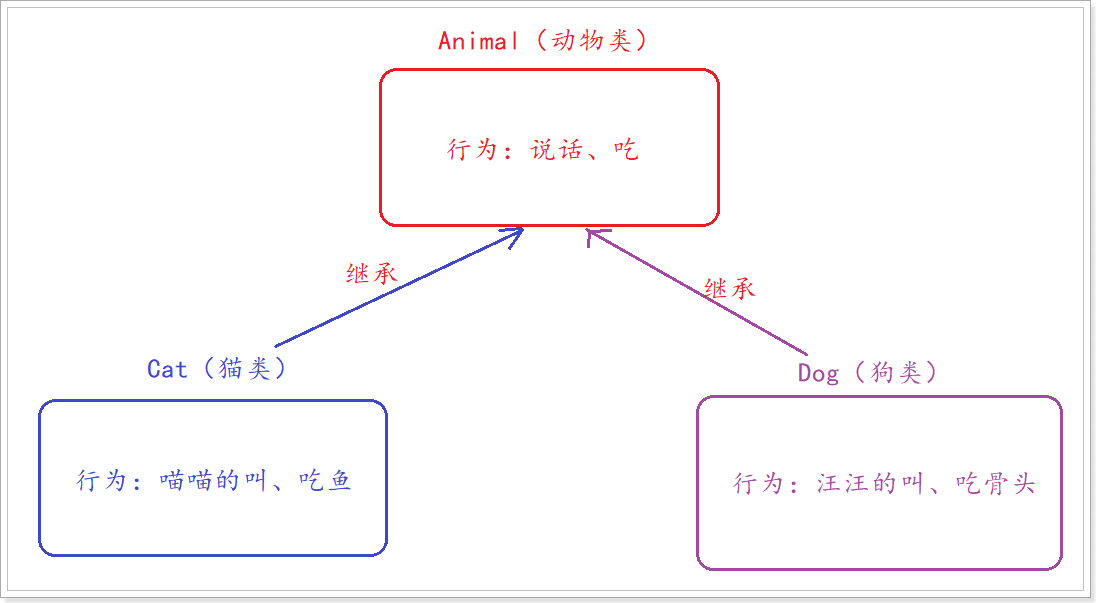 Animal（动物类）
行为：说话、吃
继承
继承
Cat（猫类）
Dog（狗类）
行为：喵喵的叫、吃鱼
行为：汪汪的叫、吃骨头